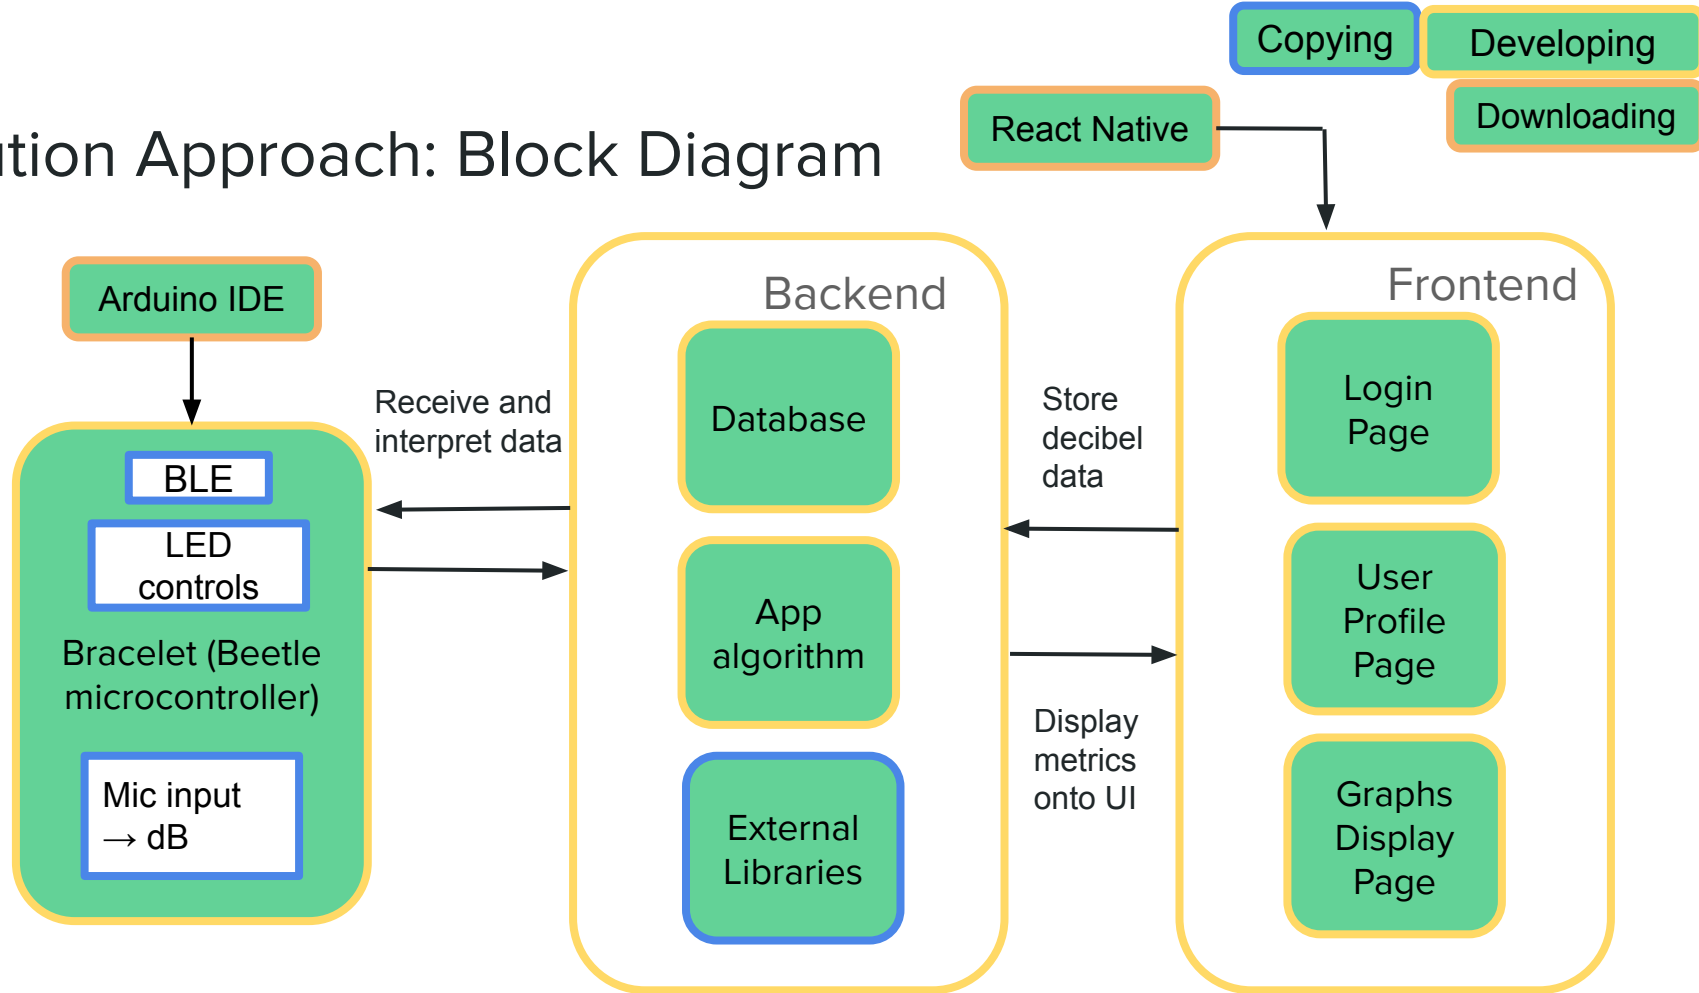 Copying
Developing
Downloading
React Native
Approach: Block Diagram
Arduino IDE
Receive and
interpret data
BLE
LED
controls
Bracelet (Beetle
microcontroller)
Mic input
→ dB
Backend
Database
App
algorithm
External
Libraries
Store
decibel
data
Display
metrics
onto UI
Frontend
Login
Page
User
Profile
Page
Graphs
Display
Page